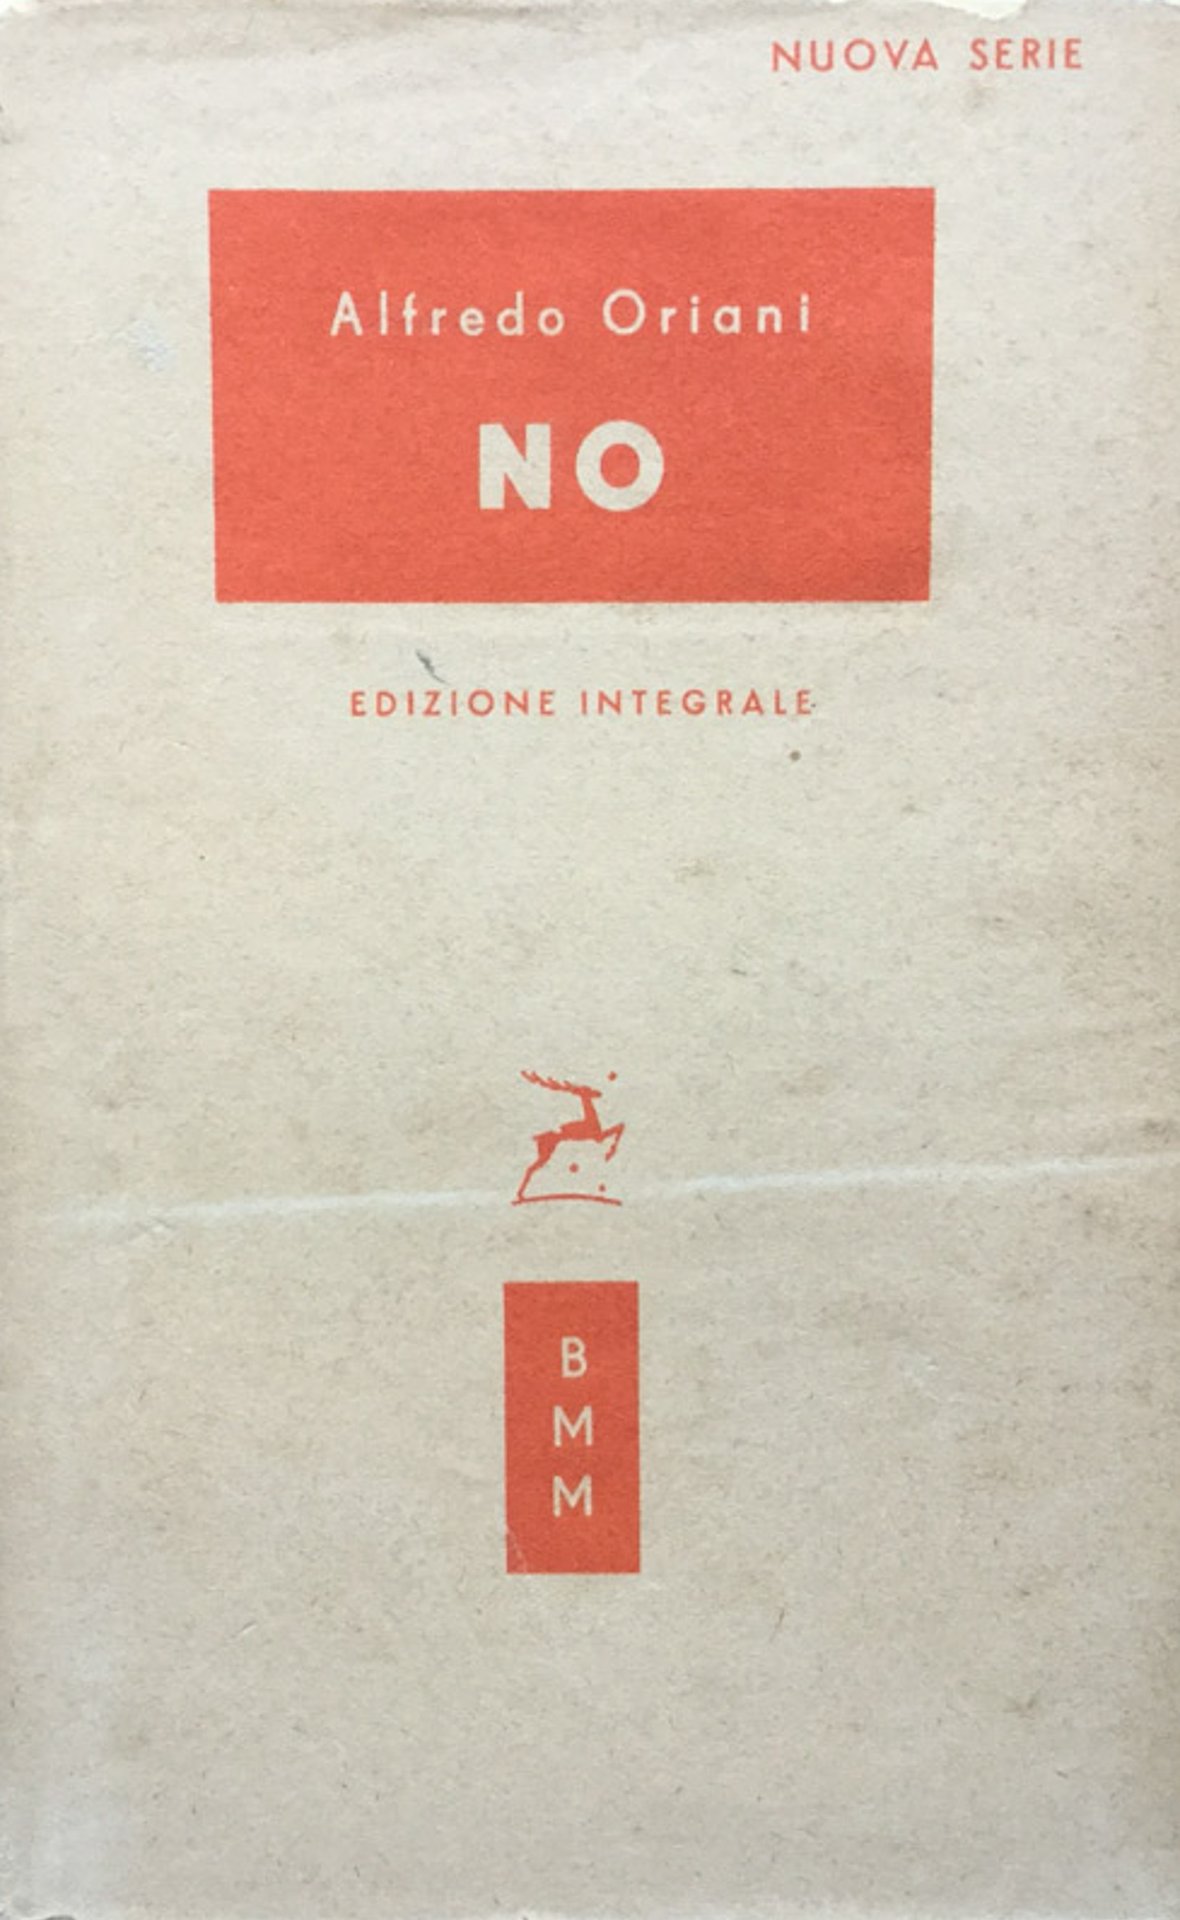 NUOVA SERIE
Alfredo Oriani
NO
EDIZIONE INTEGRALE
B
M
M